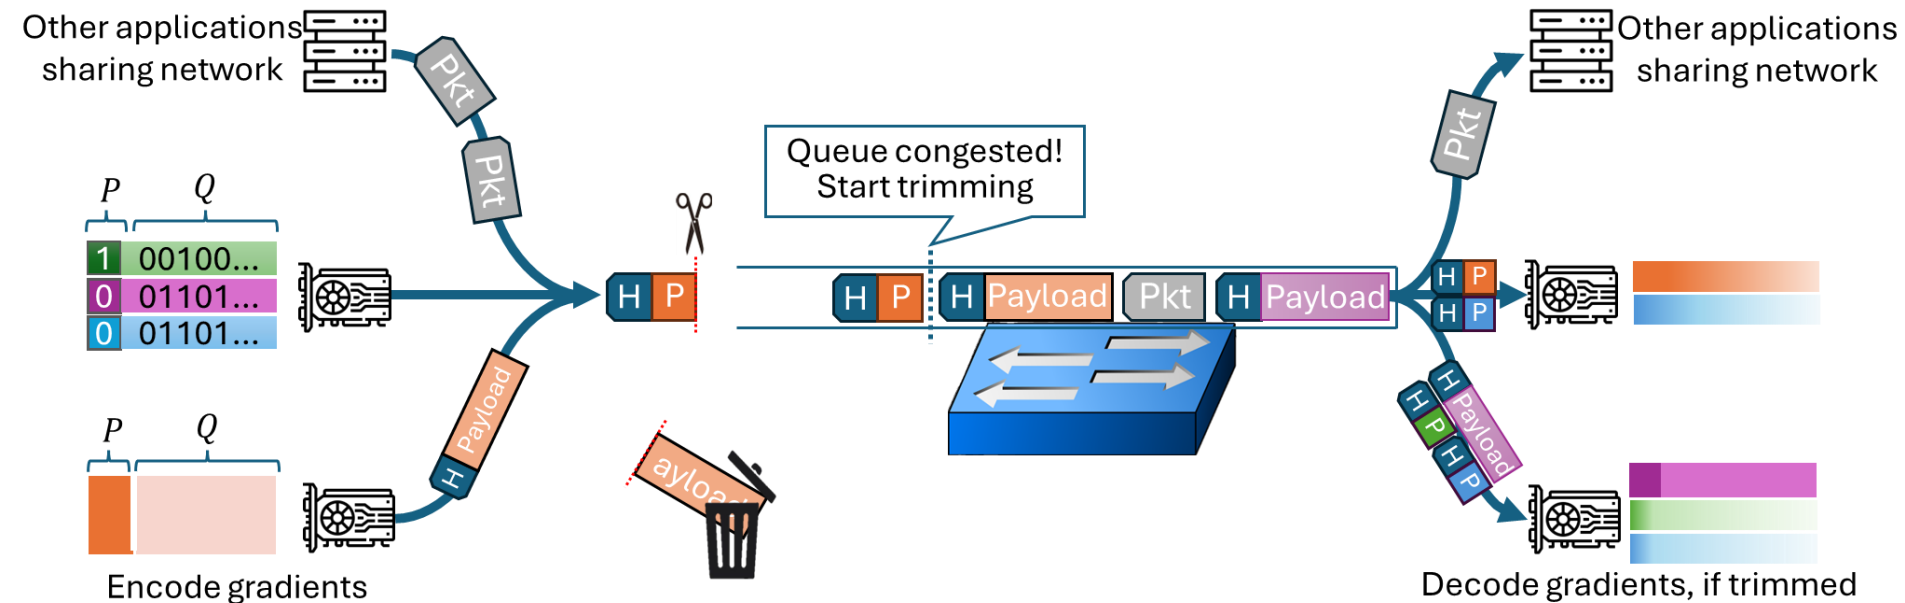 Other applications
sharing network
Pkt
Pkt
P Q
1 00100...
0 01101...
0 01101...
P Q
Payload
H
Encode gradients
H P
ayload
Queue congested!
Start trimming
H P H Payload Pkt H Payload
Pkt
Other applications
sharing network
H P
H P
H Payload
H P
H P
Decode gradients, if trimmed